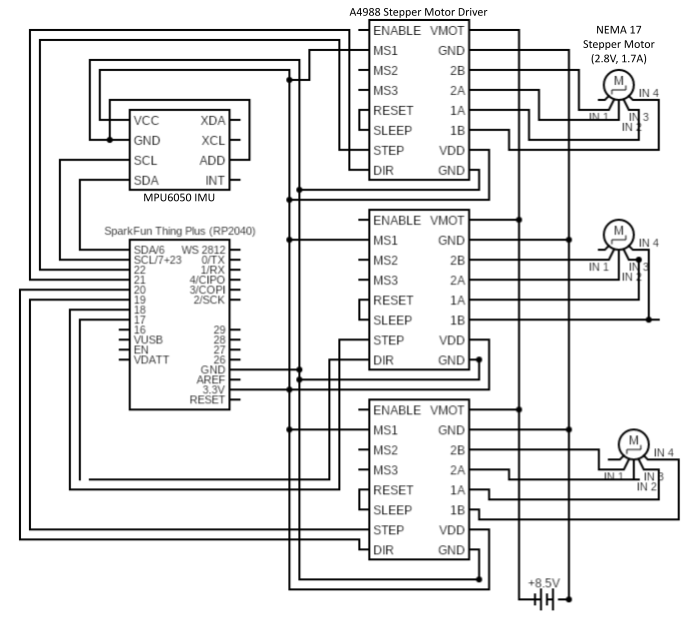 A4988 Stepper Motor Driver
ENABLE VMOT
MS1 GND
MS2 2B
MS3 2A
RESET 1A
SLEEP 1B
STEP VDD
DIR GND
NEMA 17
Stepper Motor
(2.8V, 1.7A)
M
IN 4
IN 1
IN 3
IN 2
VCC XDA
GND XCL
SCL ADD
SDA INT
MPU6050 IMU
SparkFun Thing Plus (RP2040)
SDA/6 WS 2812
SCL/7+23 0/TX
22 1/RX
21 4/CIPO
20 3/COPI
19 2/SCK
18
17
16 29
VUSB 28
EN 27
VDATT 26
GND
AREF
3.3V
RESET
ENABLE VMOT
MS1 GND
MS2 2B
MS3 2A
RESET 1A
SLEEP 1B
STEP VDD
DIR GND
M
IN 4
IN 1
IN 3
IN 2
ENABLE VMOT
MS1 GND
MS2 2B
MS3 2A
RESET 1A
SLEEP 1B
STEP VDD
DIR GND
M
IN 4
IN 1
IN 3
IN 2
+8.5V